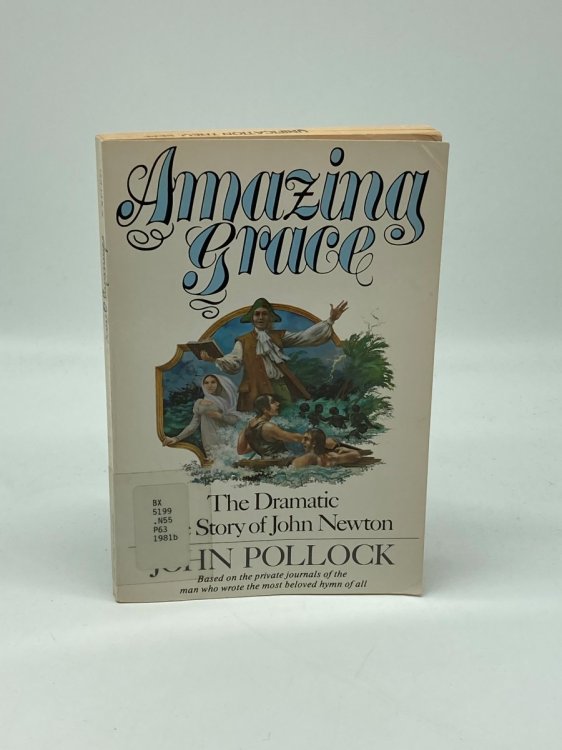 Amazing
Grace
BX
5199
.N55
P63
1981b
The Dramatic
Story of John Newton
JOHN POLLOCK
Based on the private journals of the
man who wrote the most beloved hymn of all